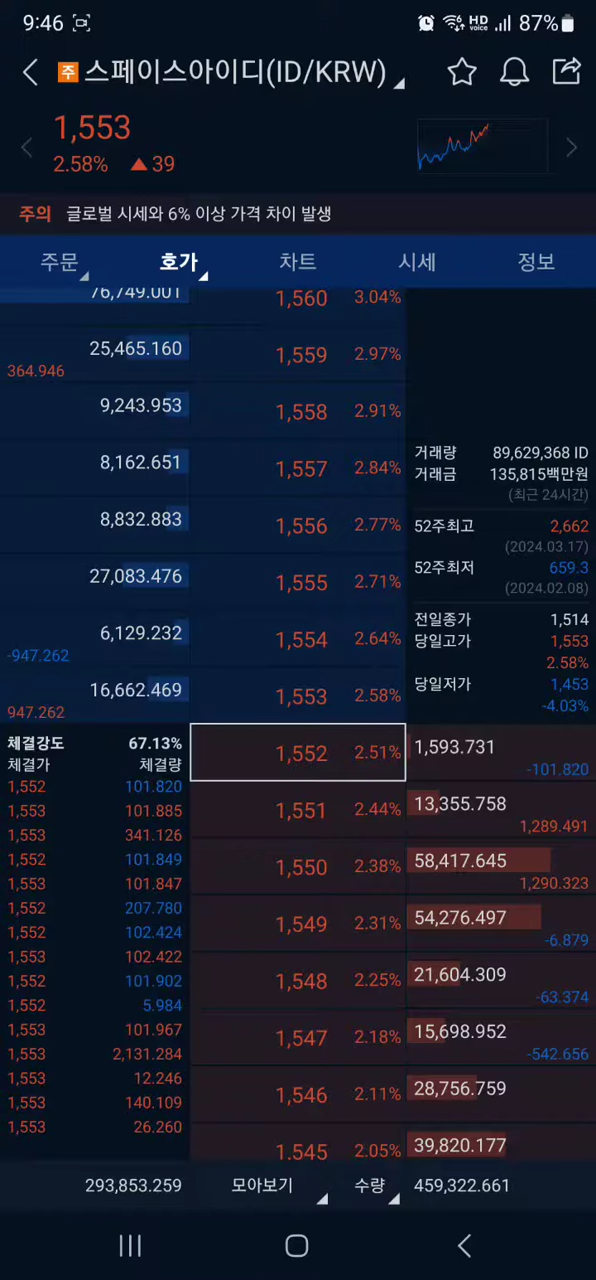 9:46 HD voice 87%
주 스페이스아이디(ID/KRW)
1,553
2.58% ▲39
주의 글로벌 시세와 6% 이상 가격 차이 발생
주문 호가 차트 시세 정보
76,749.001 1,560 3.04%
25,465.160 1,559 2.97%
364.946
9,243.953 1,558 2.91%
8,162.651 1,557 2.84%
8,832.883 1,556 2.77%
27,083.476 1,555 2.71%
6,129.232 1,554 2.64%
-947.262
16,662.469 1,553 2.58%
947.262
거래량 89,629,368 ID
거래금 135,815백만원
(최근 24시간)
52주최고 2,662
(2024.03.17)
52주최저 659.3
(2024.02.08)
전일종가 1,514
당일고가 1,553
2.58%
당일저가 1,453
-4.03%
체결강도 67.13%
체결가 체결량
1,552 101.820
1,553 101.885
1,553 341.126
1,552 101.849
1,553 101.847
1,552 207.780
1,552 102.424
1,553 102.422
1,552 101.902
1,552 5.984
1,553 101.967
1,553 2,131.284
1,553 12.246
1,553 140.109
1,553 26.260
1,552 2.51% 1,593.731
-101.820
1,551 2.44% 13,355.758
1,289.491
1,550 2.38% 58,417.645
1,290.323
1,549 2.31% 54,276.497
-6.879
1,548 2.25% 21,604.309
-63.374
1,547 2.18% 15,698.952
-542.656
1,546 2.11% 28,756.759
1,545 2.05% 39,820.177
293,853.259 모아보기 수량 459,322.661